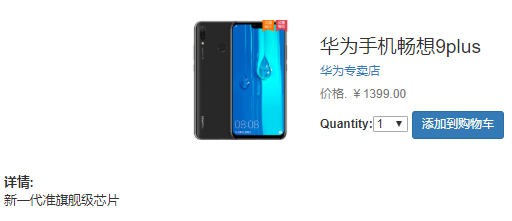 华为手机畅想9plus
华为专卖店
价格. ￥1399.00
Quantity: 1 添加到购物车
08:08
详情:
新一代准旗舰级芯片